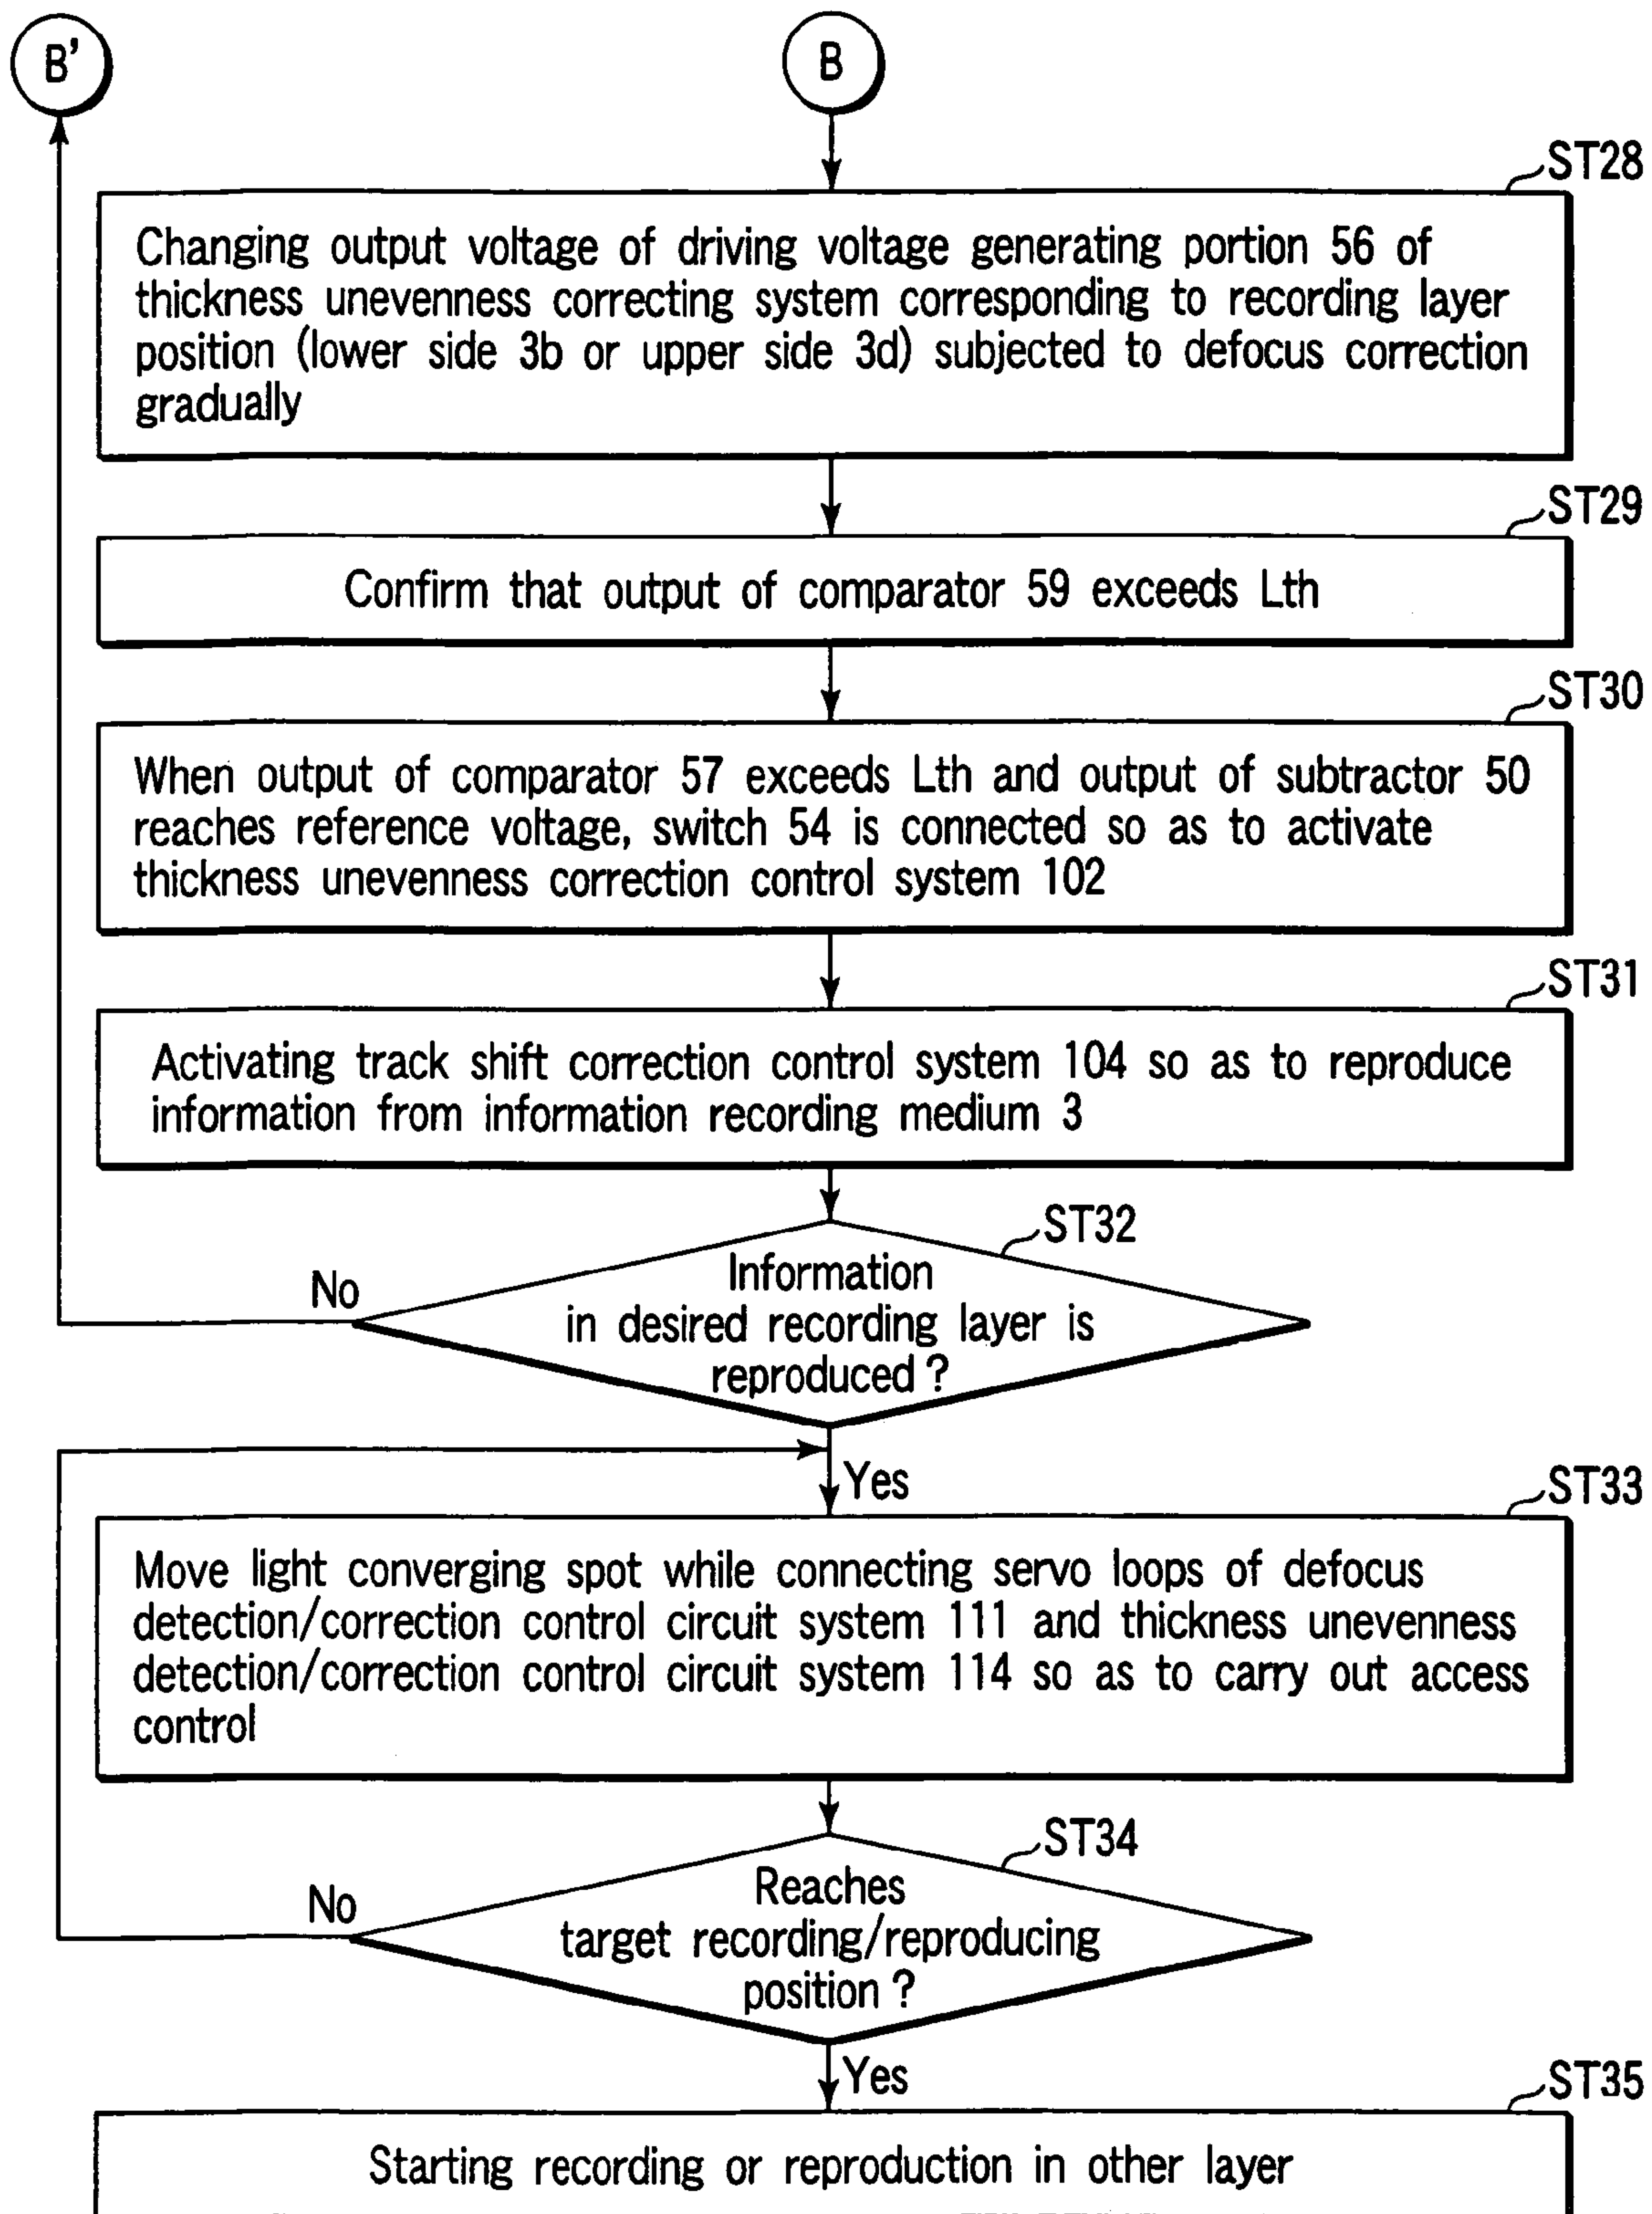 B'
B
ST28
Changing output voltage of driving voltage generating portion 56 of
thickness unevenness correcting system corresponding to recording layer
position (lower side 3b or upper side 3d) subjected to defocus correction
gradually
ST29
Confirm that output of comparator 59 exceeds Lth
ST30
When output of comparator 57 exceeds Lth and output of subtractor 50
reaches reference voltage, switch 54 is connected so as to activate
thickness unevenness correction control system 102
ST31
Activating track shift correction control system 104 so as to reproduce
information from information recording medium 3
ST32
No
Information
in desired recording layer is
reproduced?
Yes
ST33
Move light converging spot while connecting servo loops of defocus
detection/correction control circuit system 111 and thickness unevenness
detection/correction control circuit system 114 so as to carry out access
control
ST34
No
Reaches
target recording/reproducing
position?
Yes
ST35
Starting recording or reproduction in other layer